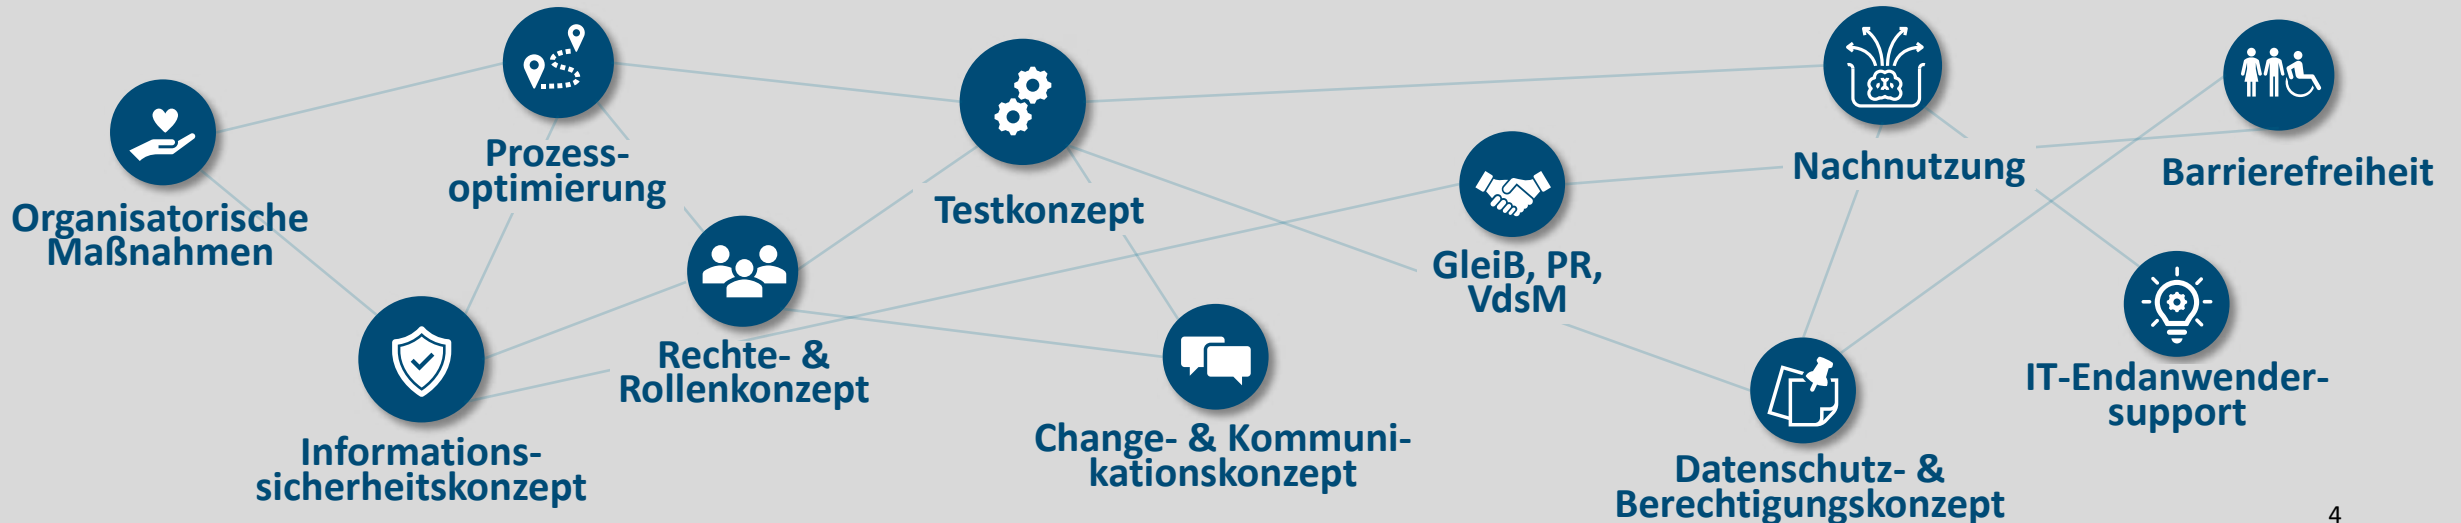 Organisatorische
Maßnahmen
Prozess-
optimierung
Informations-
sicherheitskonzept
Rechte- &
Rollenkonzept
Testkonzept
Change- & Kommuni-
kationskonzept
GleiB, PR,
VdsM
Nachnutzung
Datenschutz- &
Berechtigungskonzept
Barrierefreiheit
IT-Endanwender-
support
4